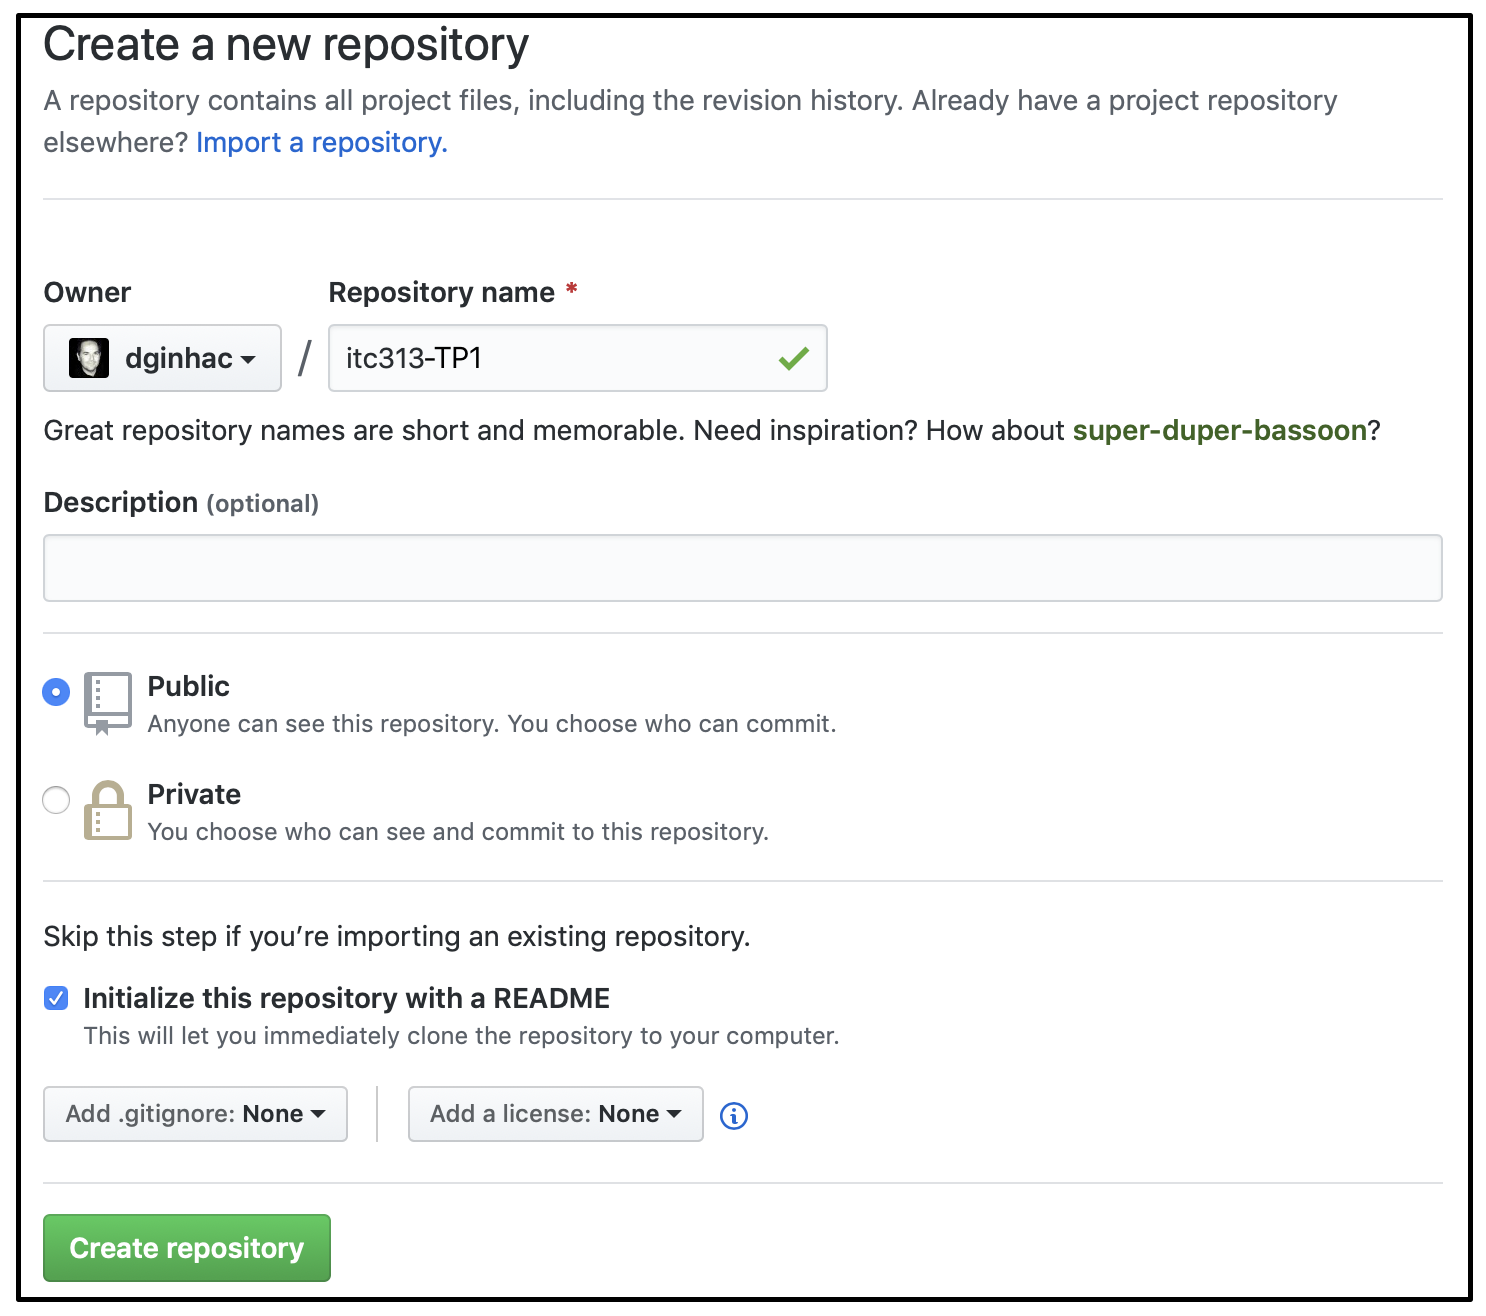 Create a new repository
A repository contains all project files, including the revision history. Already have a project repository
elsewhere? Import a repository.
Owner
Repository name *
dginhac
/
itc313-TP1
Great repository names are short and memorable. Need inspiration? How about super-duper-bassoon?
Description (optional)
Public
Anyone can see this repository. You choose who can commit.
Private
You choose who can see and commit to this repository.
Skip this step if you’re importing an existing repository.
Initialize this repository with a README
This will let you immediately clone the repository to your computer.
Add .gitignore: None
Add a license: None
Create repository